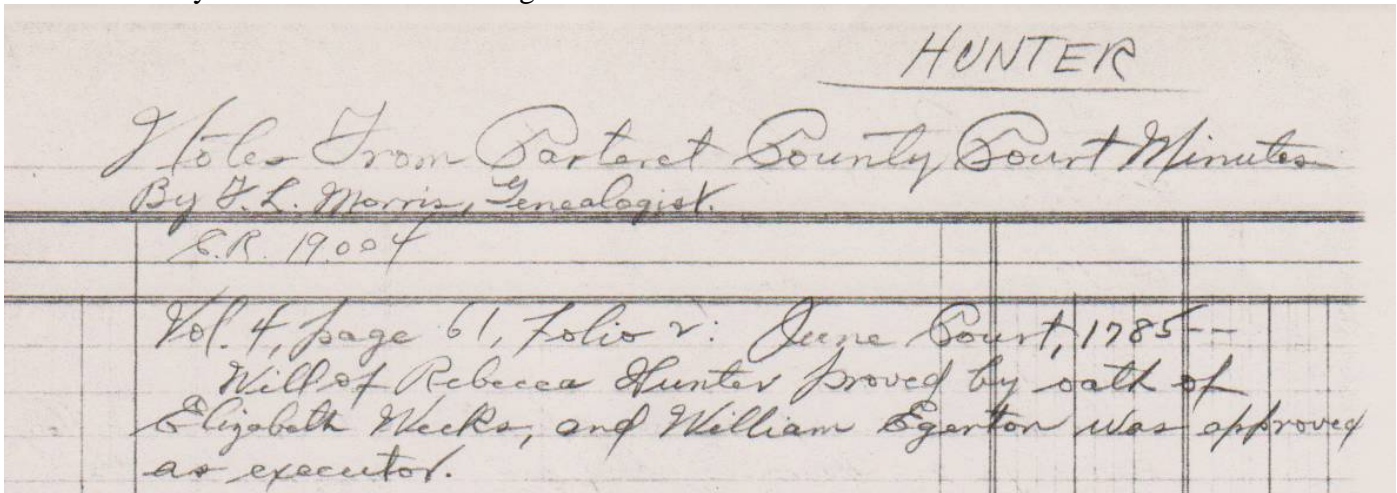 HUNTER
Notes From Carteret County Court Minutes
By F. L. Morris, Genealogist.
C.R. 19.004
Vol. 4, page 61, Folio 2: June Court, 1785--
Will of Rebecca Hunter proved by oath of
Elizabeth Weeks, and William Egerton was approved
as executor.